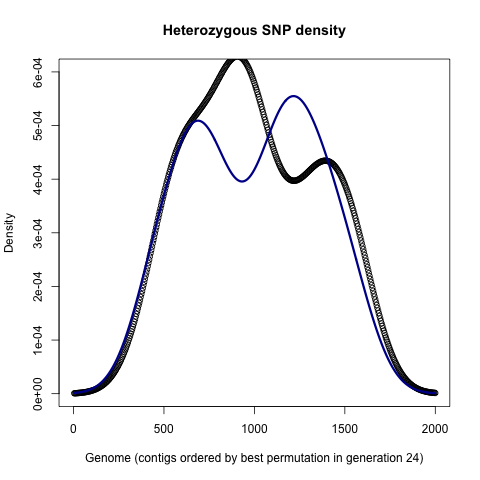 Heterozygous SNP density
6e-04
5e-04
4e-04
3e-04
2e-04
1e-04
0e+00
Density
0 500 1000 1500 2000
Genome (contigs ordered by best permutation in generation 24)